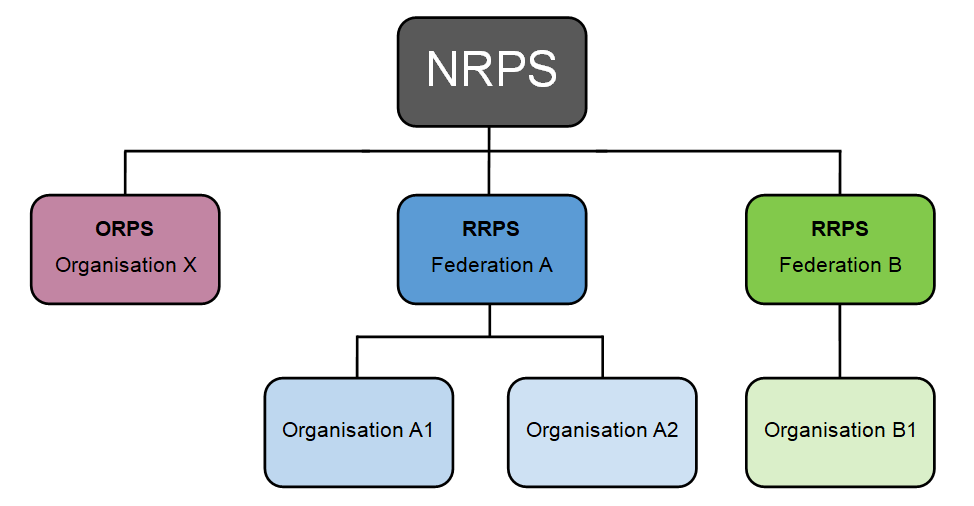 NRPS
ORPS
Organisation X
RRPS
Federation A
RRPS
Federation B
Organisation A1
Organisation A2
Organisation B1